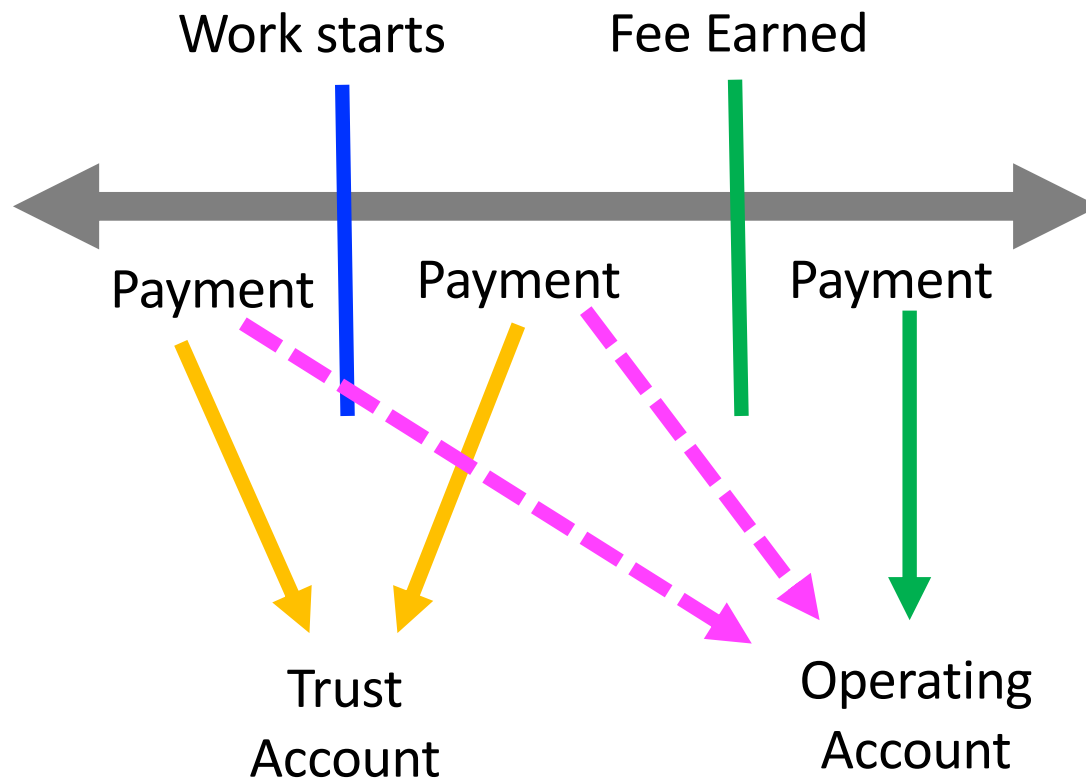 Work starts
Fee Earned
Payment
Payment
Payment
Trust
Account
Operating
Account